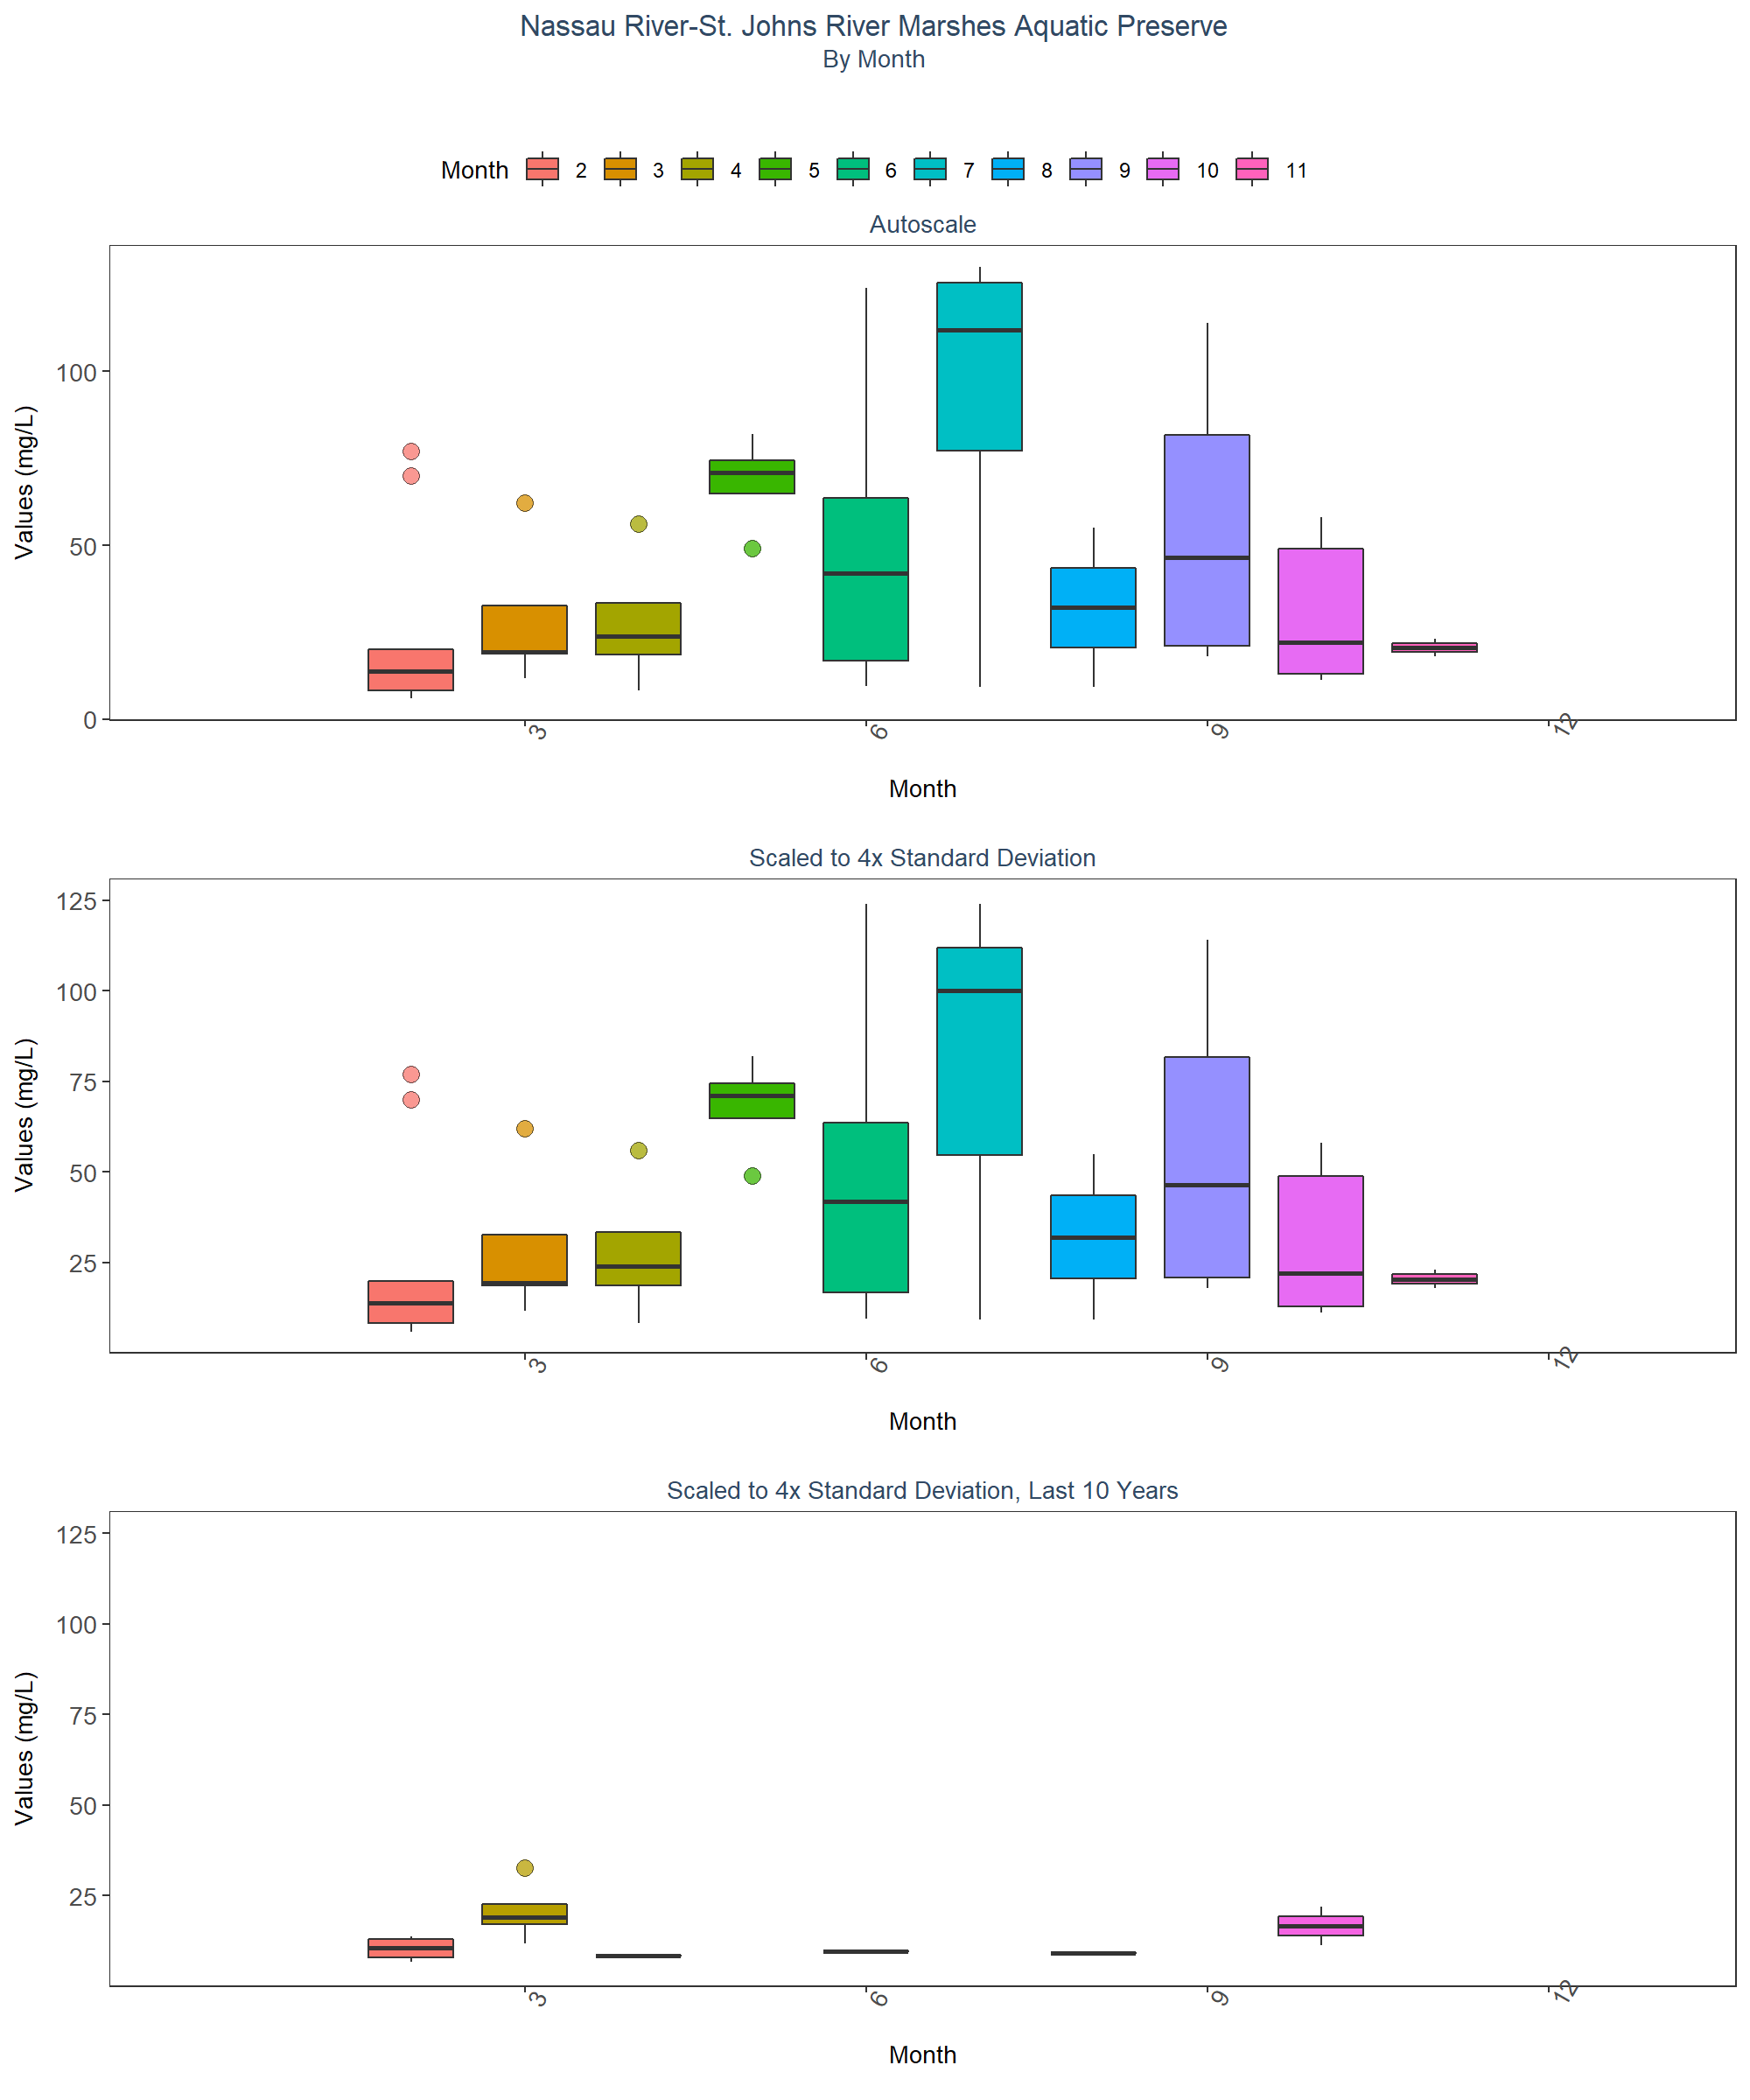 Nassau River-St. Johns River Marshes Aquatic Preserve
By Month
Month 2 3 4 5 6 7 8 9 10 11
Autoscale
Values (mg/L)
100
50
0
3 6 9 12
Month
Scaled to 4x Standard Deviation
Values (mg/L)
125
100
75
50
25
3 6 9 12
Month
Scaled to 4x Standard Deviation, Last 10 Years
Values (mg/L)
125
100
75
50
25
3 6 9 12
Month